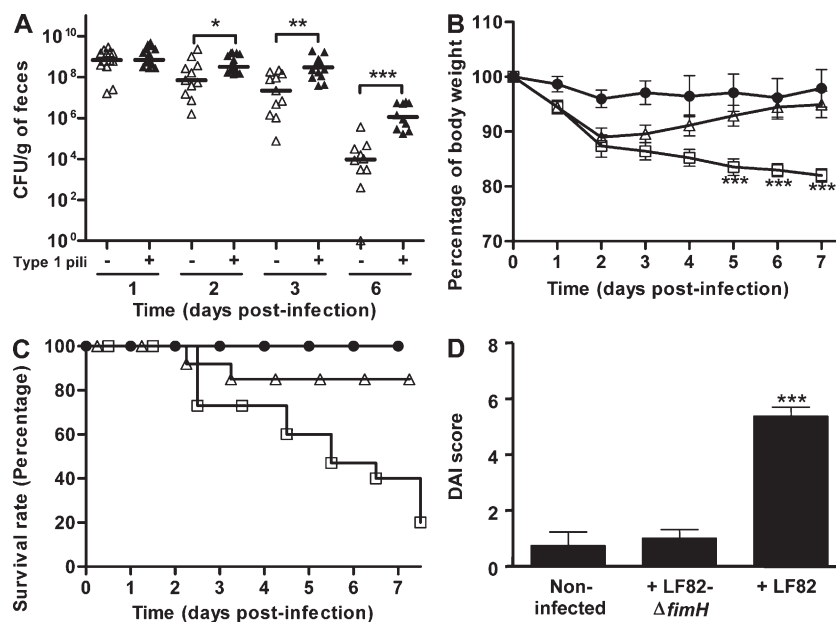 A
CFU/g of feces
10^10
10^8
10^6
10^4
10^2
10^0
*
**
***
Type 1 pili - + - + - + - +
1 2 3 6
Time (days post-infection)
B
Percentage of body weight
110
100
90
80
70
*** *** ***
0 1 2 3 4 5 6 7
Time (days post-infection)
C
Survival rate (Percentage)
100
80
60
40
20
0
0 1 2 3 4 5 6 7
Time (days post-infection)
D
DAI score
8
6
4
2
0
***
Non-
infected
+ LF82-
ΔfimH
+ LF82